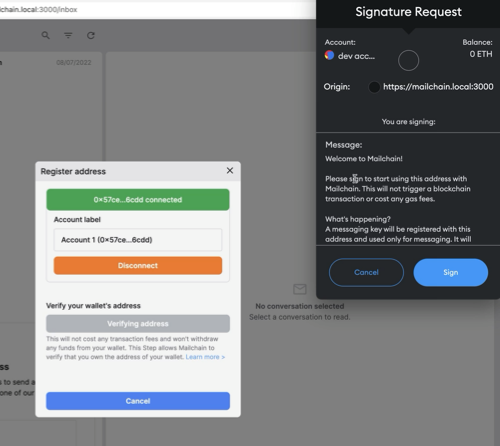 chain.local:3000/inbox
08/07/2022
ss
s to send a
one of our
Register address
0×57ce...6cdd connected
Account label
Account 1 (0×57ce...6cdd)
Disconnect
Verify your wallet's address
Verifying address
This will not cost any transaction fees and won't withdraw
any funds from your wallet. This Step allows Mailchain to
verify that you own the address of your wallet. Learn more »
Cancel
No conversation selected
Select a conversation to read.
Signature Request
Account:
Balance:
dev acc...
0 ETH
Origin:
https://mailchain.local:3000
You are signing:
Message:
Welcome to Mailchain!
Please sign to start using this address with
Mailchain. This will not trigger a blockchain
transaction or cost any gas fees.
What's happening?
A messaging key will be registered with this
address and used only for messaging. It will
Cancel
Sign